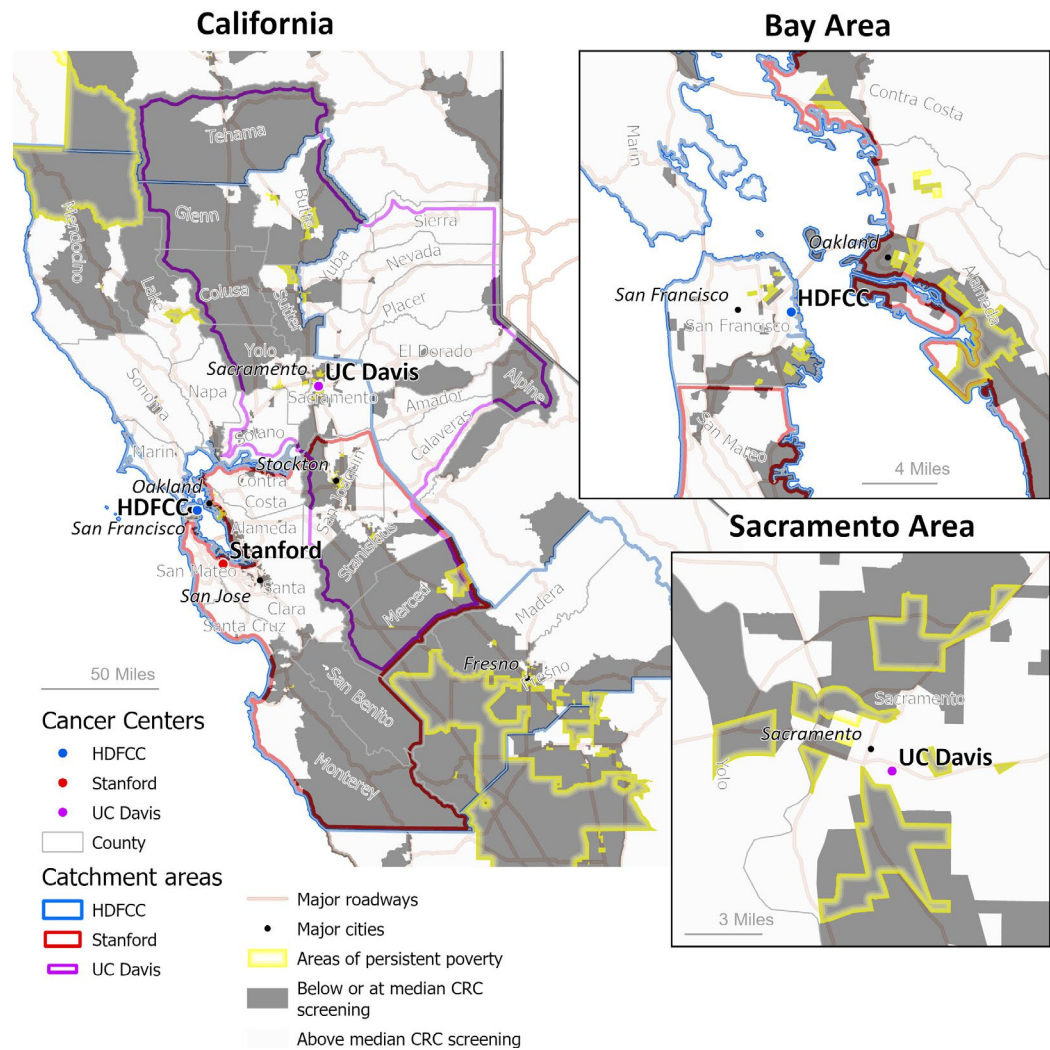 California
Tehama
Glenn
Butte
Mendocino
Lake
Colusa
Sutter
Yuba
Sierra
Nevada
Placer
Yolo
Sacramento
UC Davis
Sacramento
El Dorado
Alpine
Amador
Calaveras
Sonoma
Napa
Solano
Marin
Stockton
San Joaquin
Oakland
Contra
Costa
HDFCC
San Francisco
Alameda
Stanford
Stanislaus
San Mateo
Santa
Clara
San Jose
Santa Cruz
Merced
Madera
Fresno
Fresno
San Benito
Monterey
50 Miles
Cancer Centers
HDFCC
Stanford
UC Davis
County
Catchment areas
HDFCC
Stanford
UC Davis
Major roadways
Major cities
Areas of persistent poverty
Below or at median CRC
screening
Above median CRC screening
Bay Area
Contra Costa
Marin
Oakland
Alameda
San Francisco
HDFCC
San Francisco
San Mateo
4 Miles
Sacramento Area
Sacramento
Sacramento
UC Davis
Yolo
3 Miles